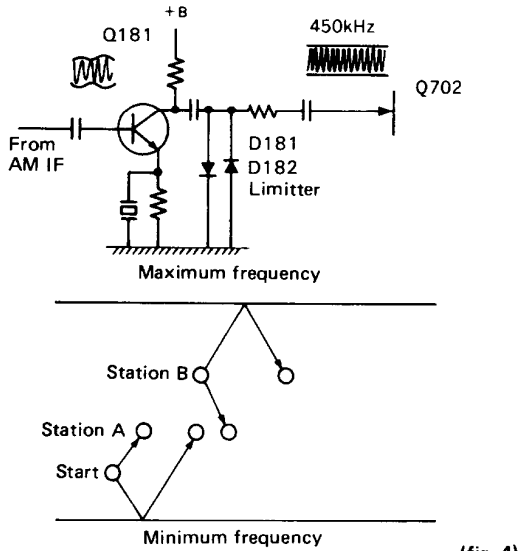 +B
Q181
450kHz
Q702
From
AM IF
D181
D182
Limitter
Maximum frequency
Station B
Station A
Start
Minimum frequency
(fig. 4)